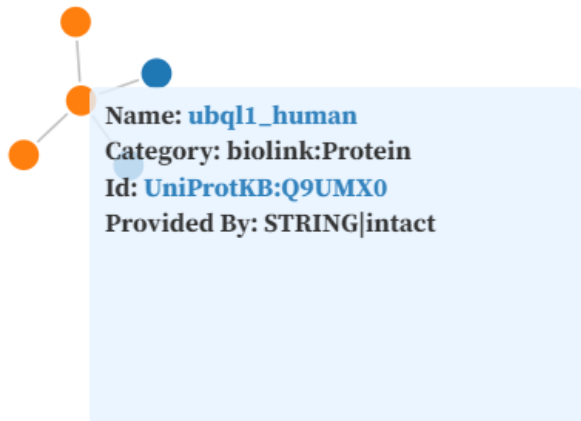 Name: ubql1_human
Category: biolink:Protein
Id: UniProtKB:Q9UMX0
Provided By: STRING|intact